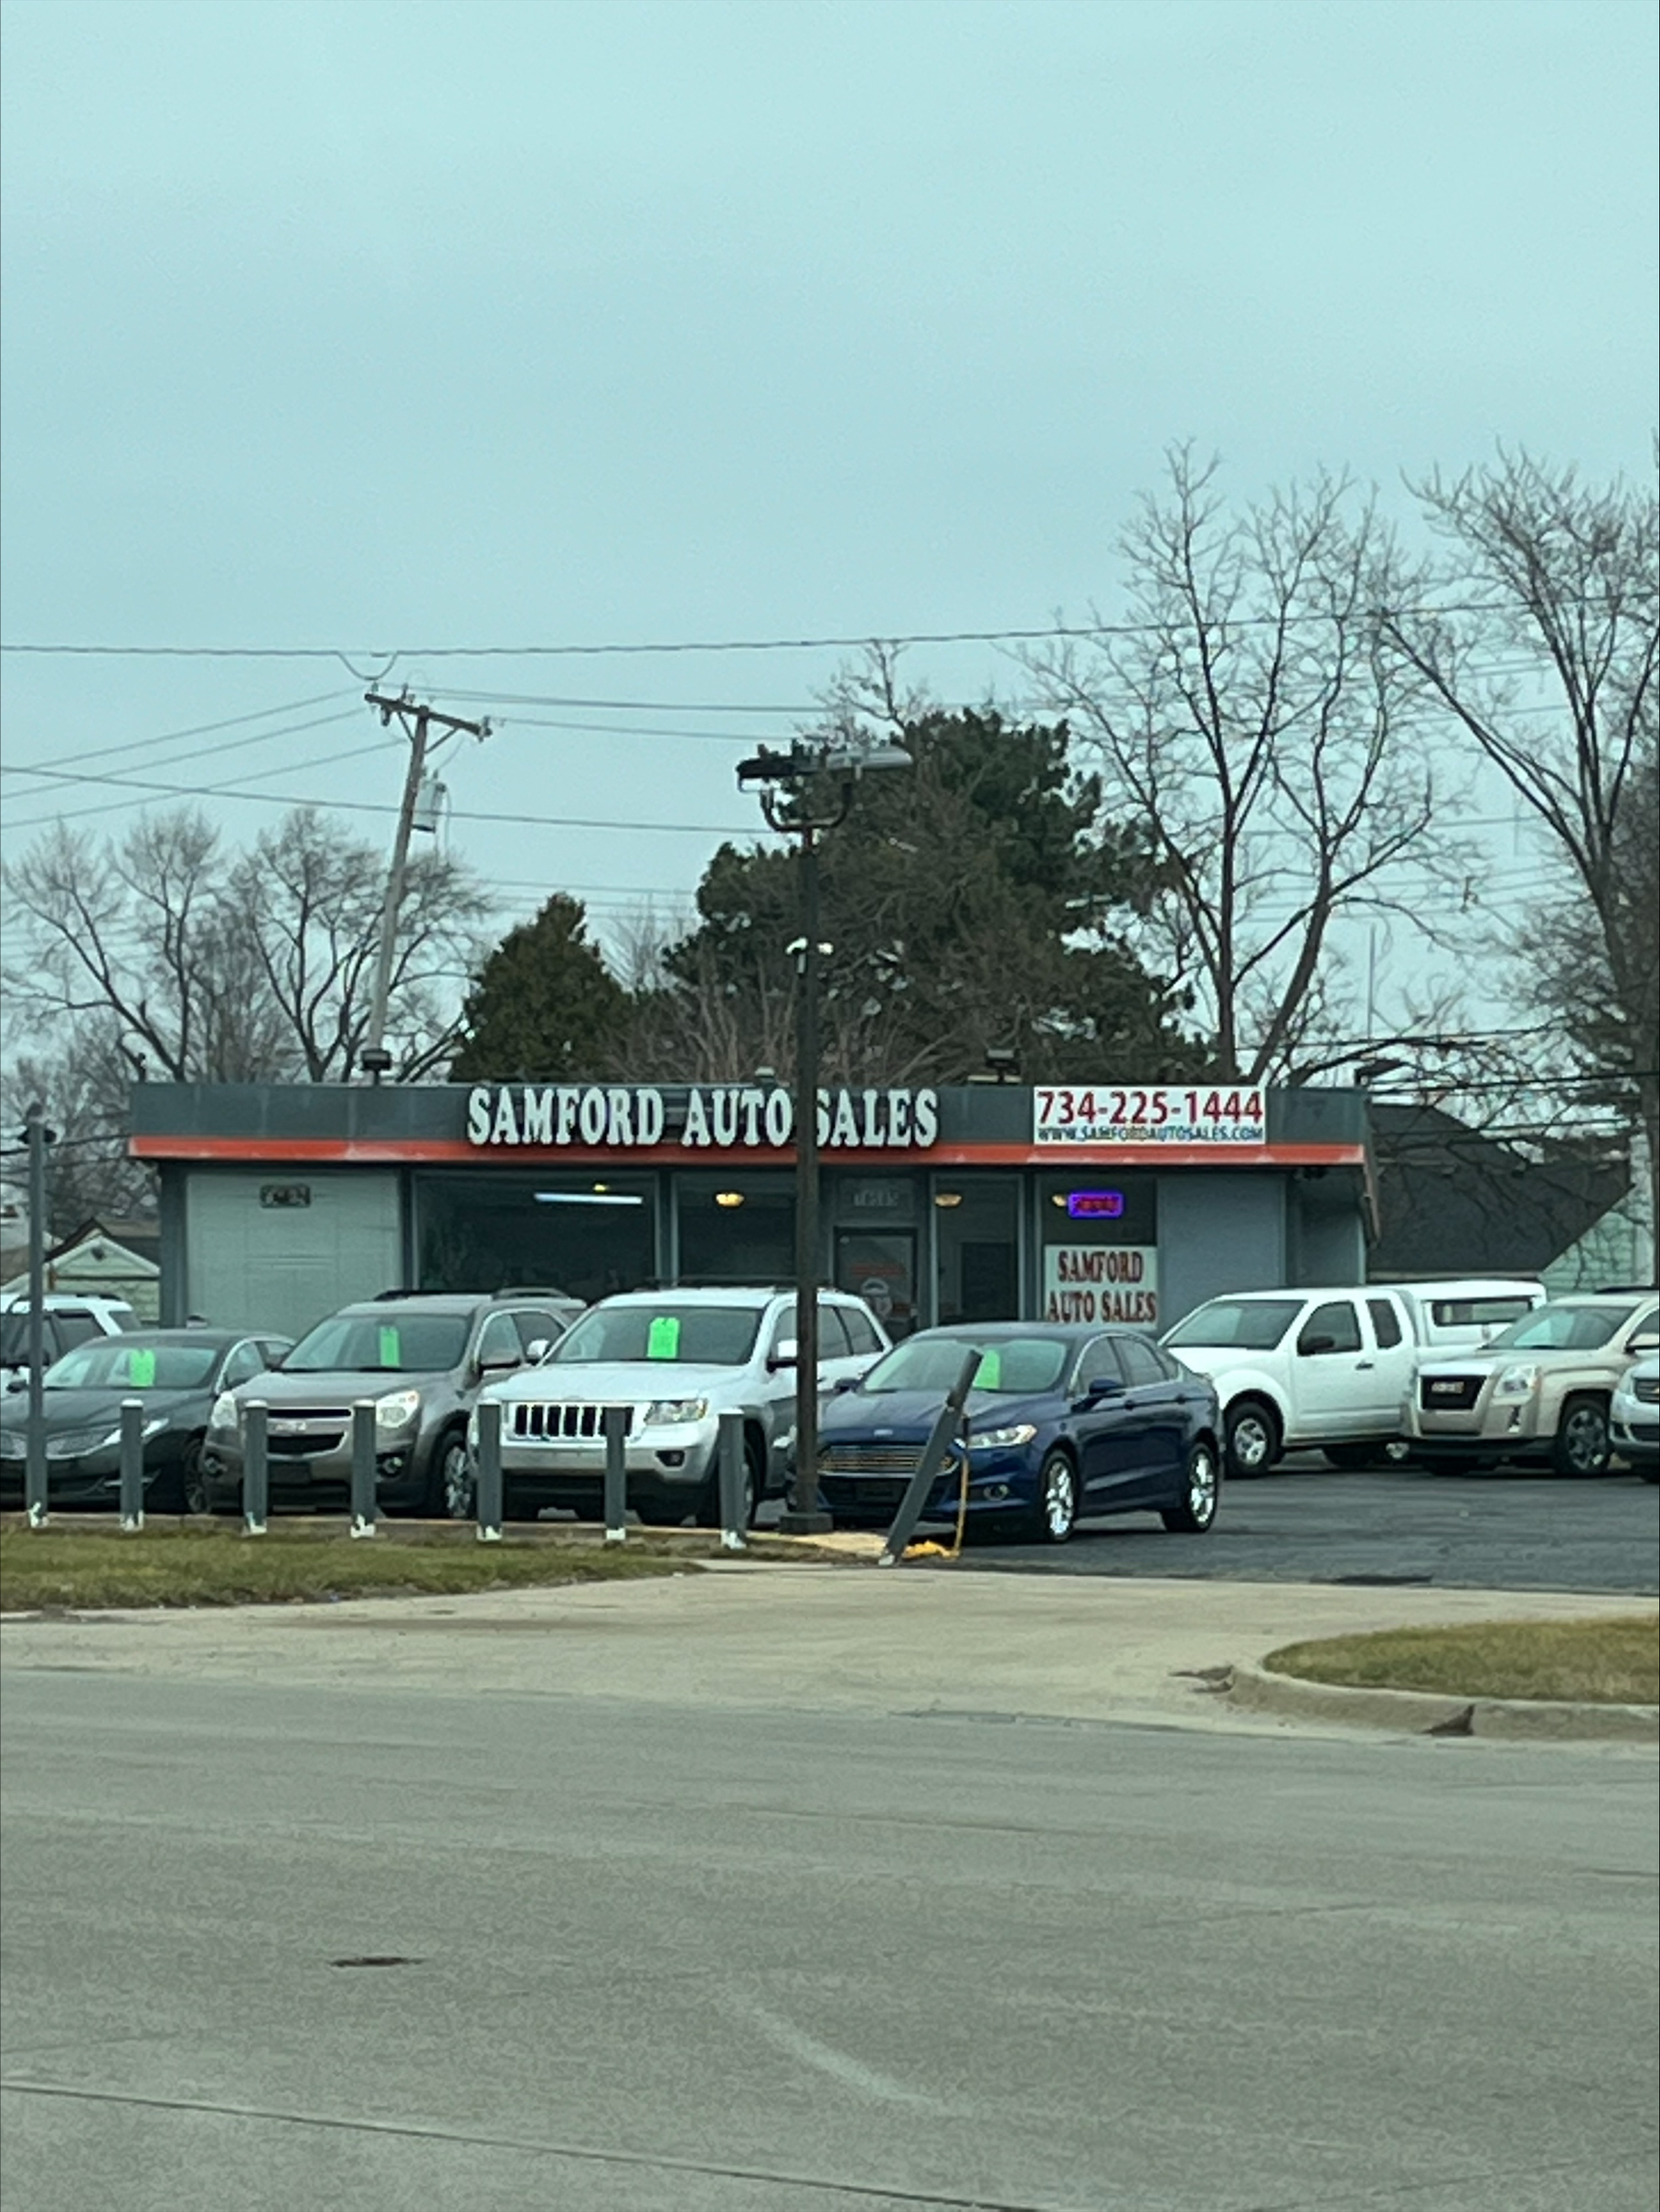 SAMFORD AUTO SALES
734-225-1444
WWW.SAMFORDAUTOSALES.COM
SAMFORD
AUTO SALES